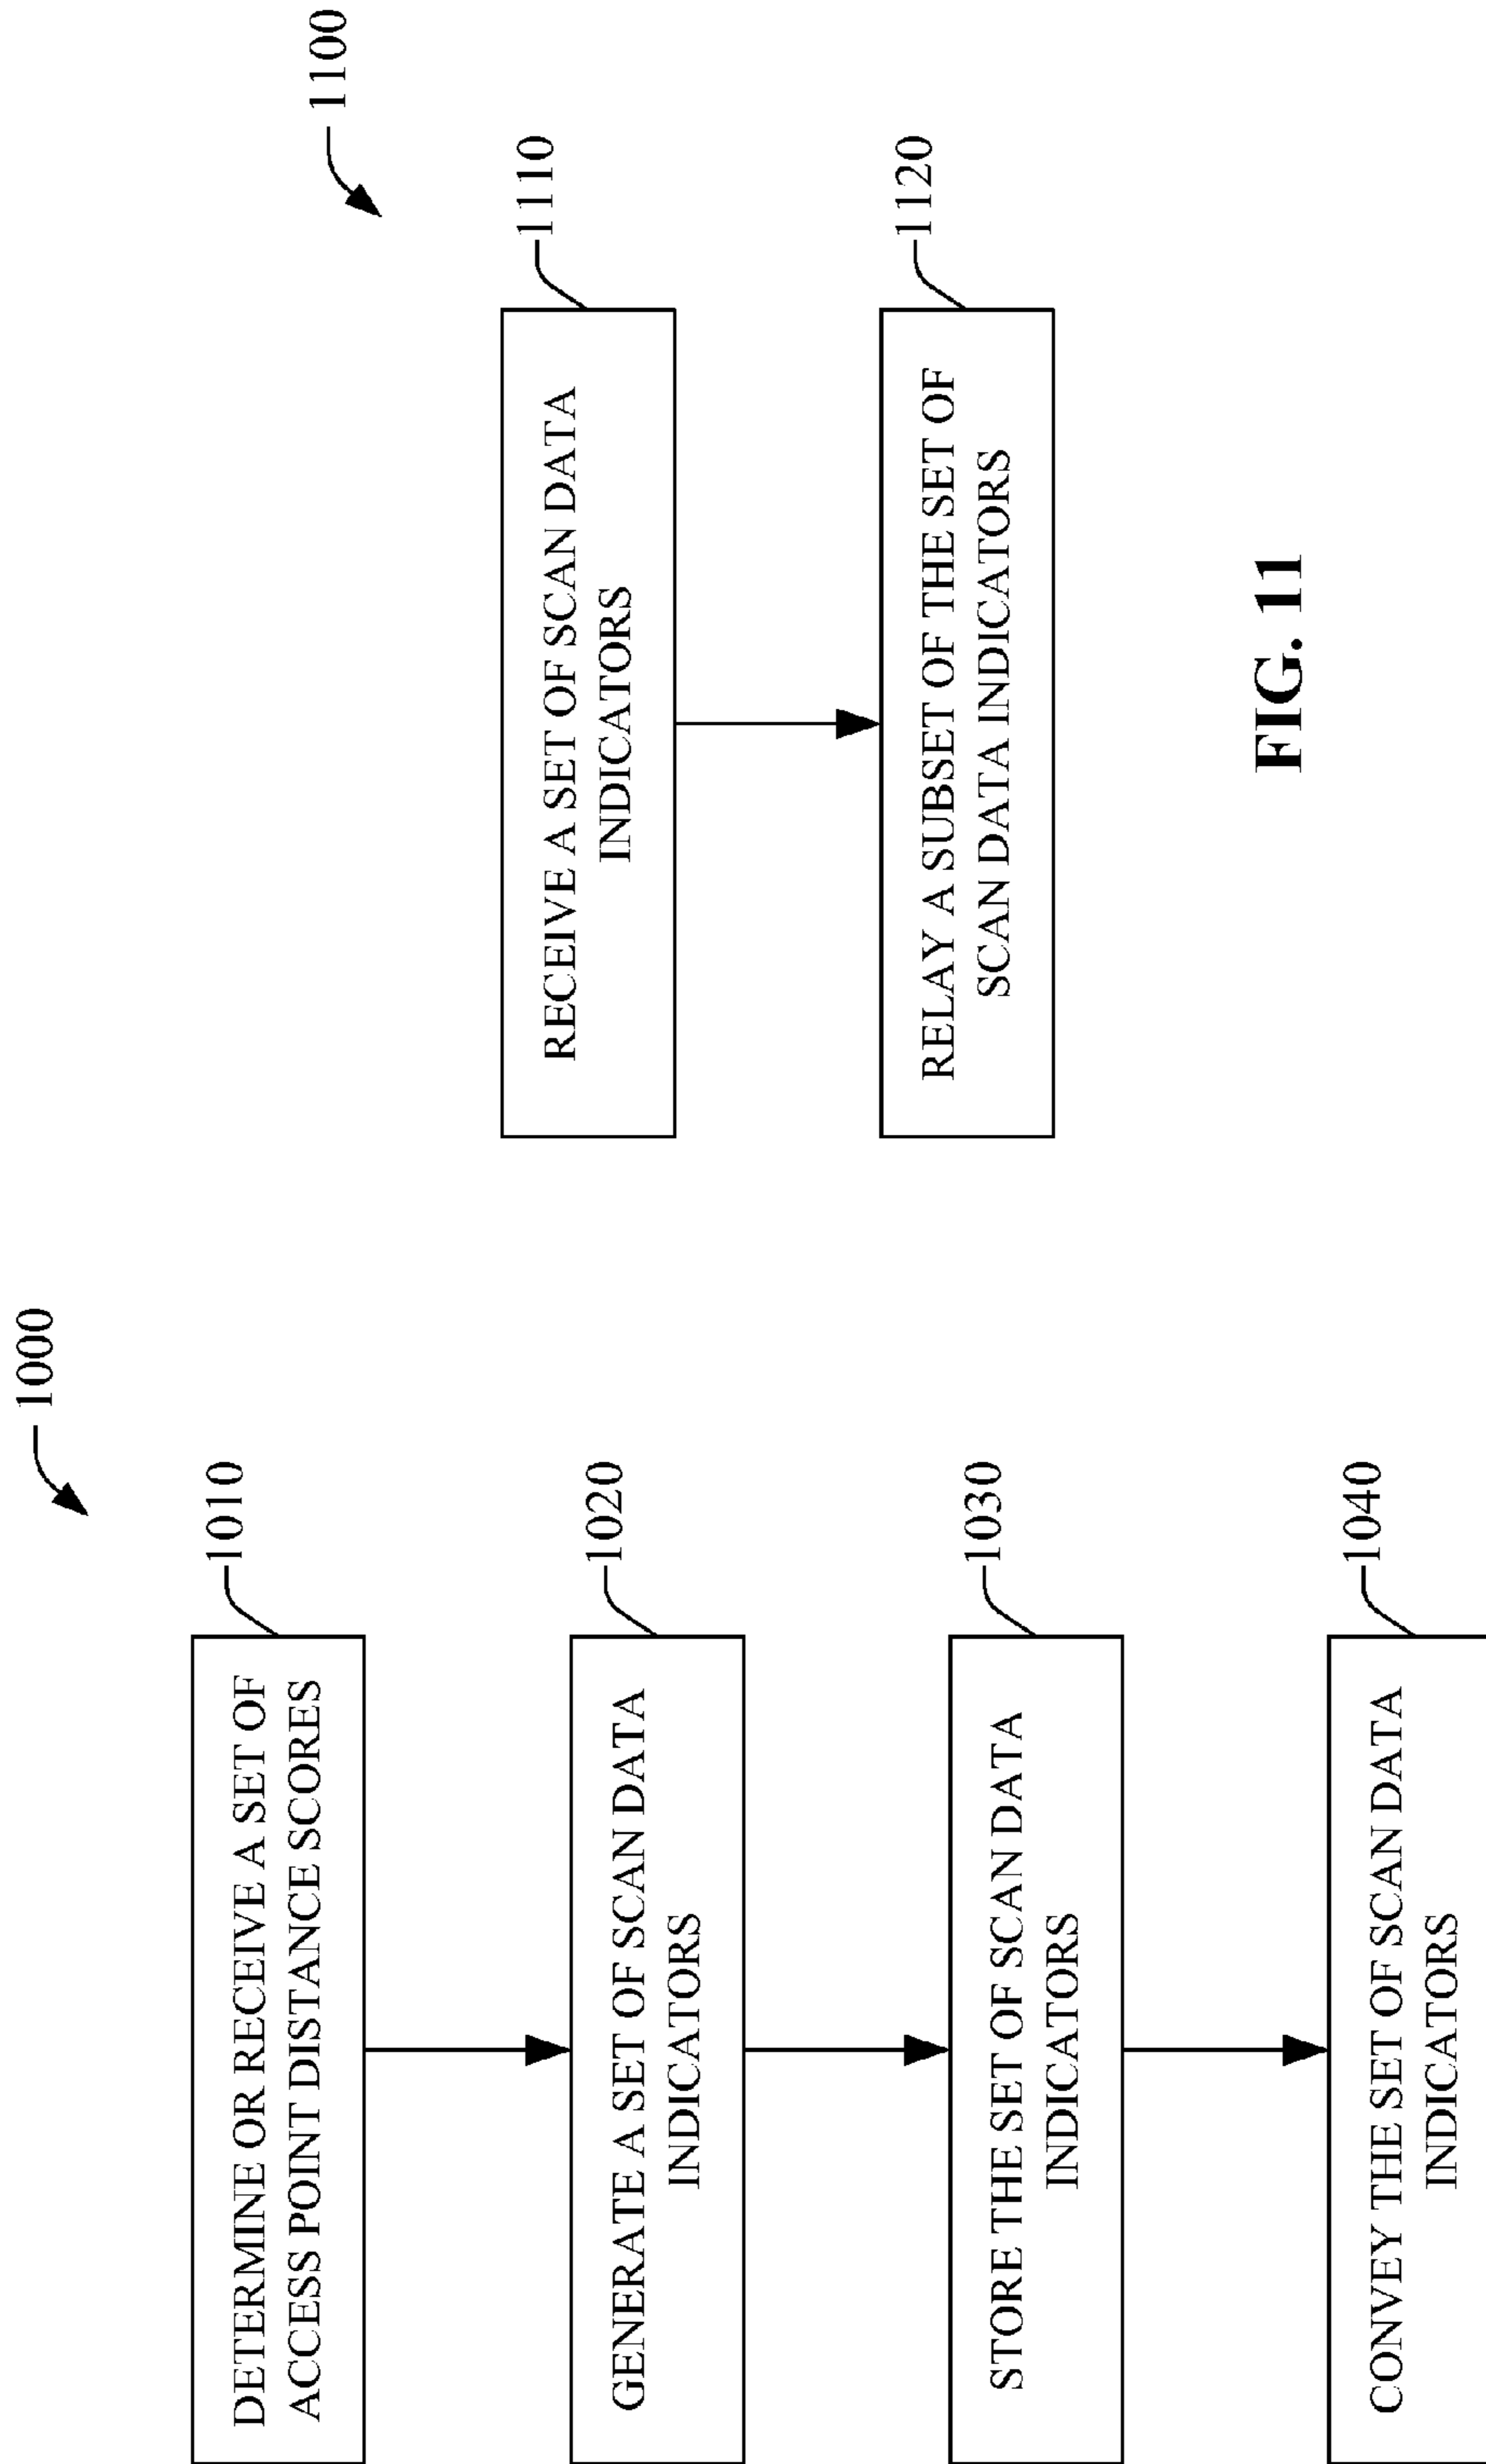 1000
DETERMINE OR RECEIVE A SET OF
ACCESS POINT DISTANCE SCORES
1010
GENERATE A SET OF SCAN DATA
INDICATORS
1020
STORE THE SET OF SCAN DATA
INDICATORS
1030
CONVEY THE SET OF SCAN DATA
INDICATORS
1040
1100
RECEIVE A SET OF SCAN DATA
INDICATORS
1110
RELAY A SUBSET OF THE SET OF
SCAN DATA INDICATORS
1120
FIG. 11